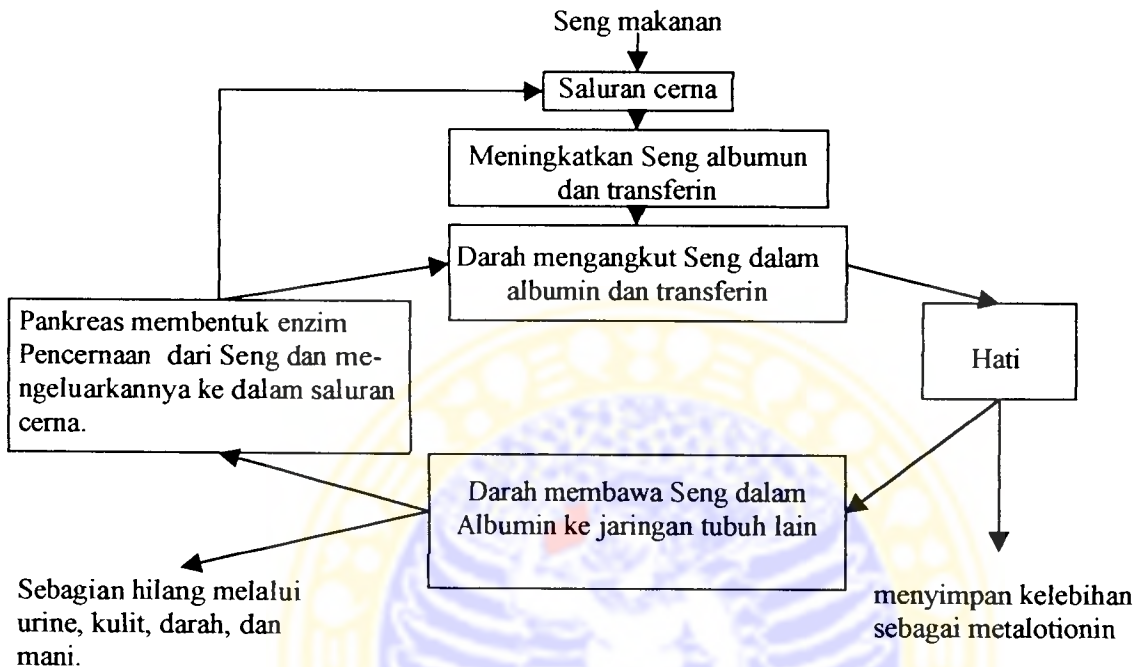 Seng makanan
Saluran cerna
Meningkatkan Seng albumun
dan transferin
Darah mengangkut Seng dalam
albumin dan transferin
Pankreas membentuk enzim
Pencernaan dari Seng dan me-
ngeluarkannya ke dalam saluran
cerna.
Hati
Darah membawa Seng dalam
Albumin ke jaringan tubuh lain
Sebagian hilang melalui
urine, kulit, darah, dan
mani.
menyimpan kelebihan
sebagai metalotionin